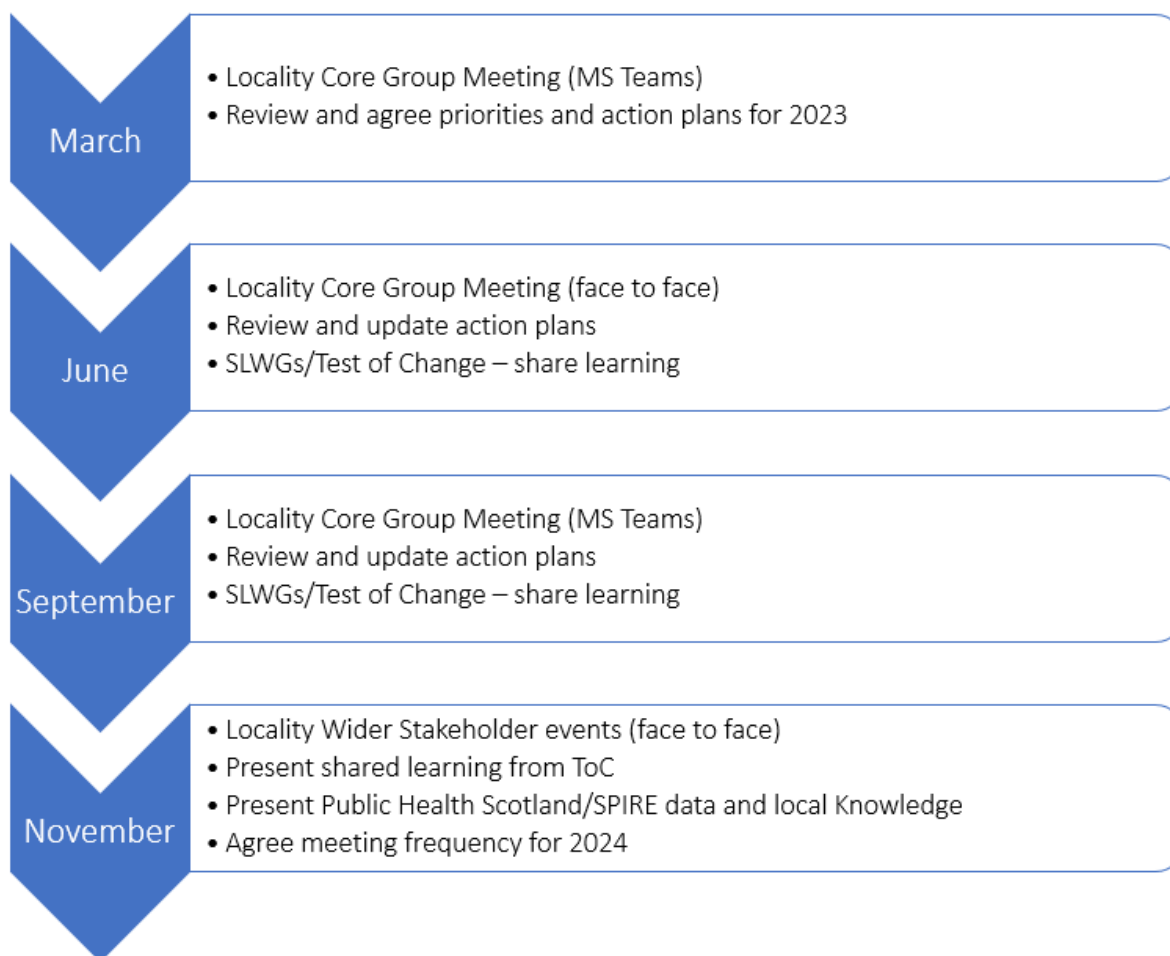 March
• Locality Core Group Meeting (MS Teams)
• Review and agree priorities and action plans for 2023
June
• Locality Core Group Meeting (face to face)
• Review and update action plans
• SLWGs/Test of Change – share learning
September
• Locality Core Group Meeting (MS Teams)
• Review and update action plans
• SLWGs/Test of Change – share learning
November
• Locality Wider Stakeholder events (face to face)
• Present shared learning from ToC
• Present Public Health Scotland/SPIRE data and local Knowledge
• Agree meeting frequency for 2024